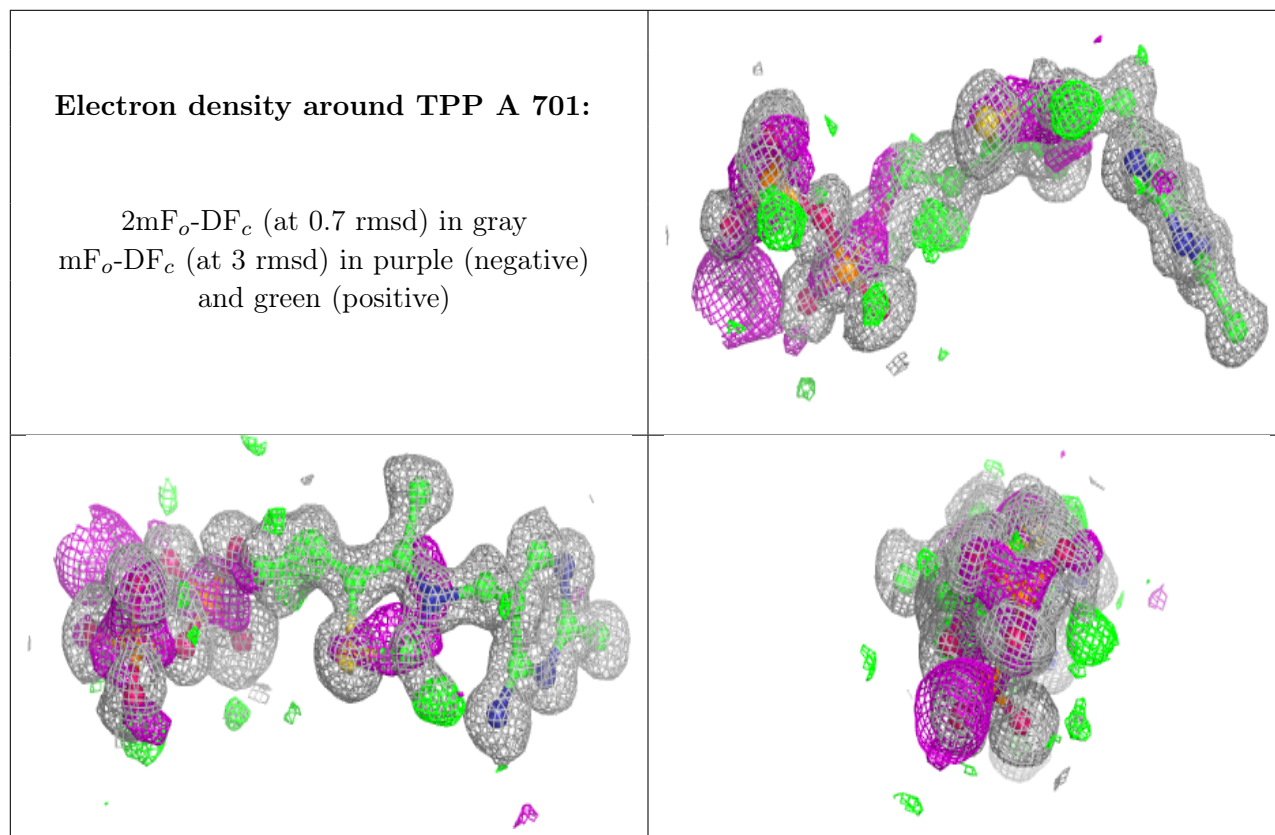 Electron density around TPP A 701:
2mFo-DFc (at 0.7 rmsd) in gray
mFo-DFc (at 3 rmsd) in purple (negative)
and green (positive)